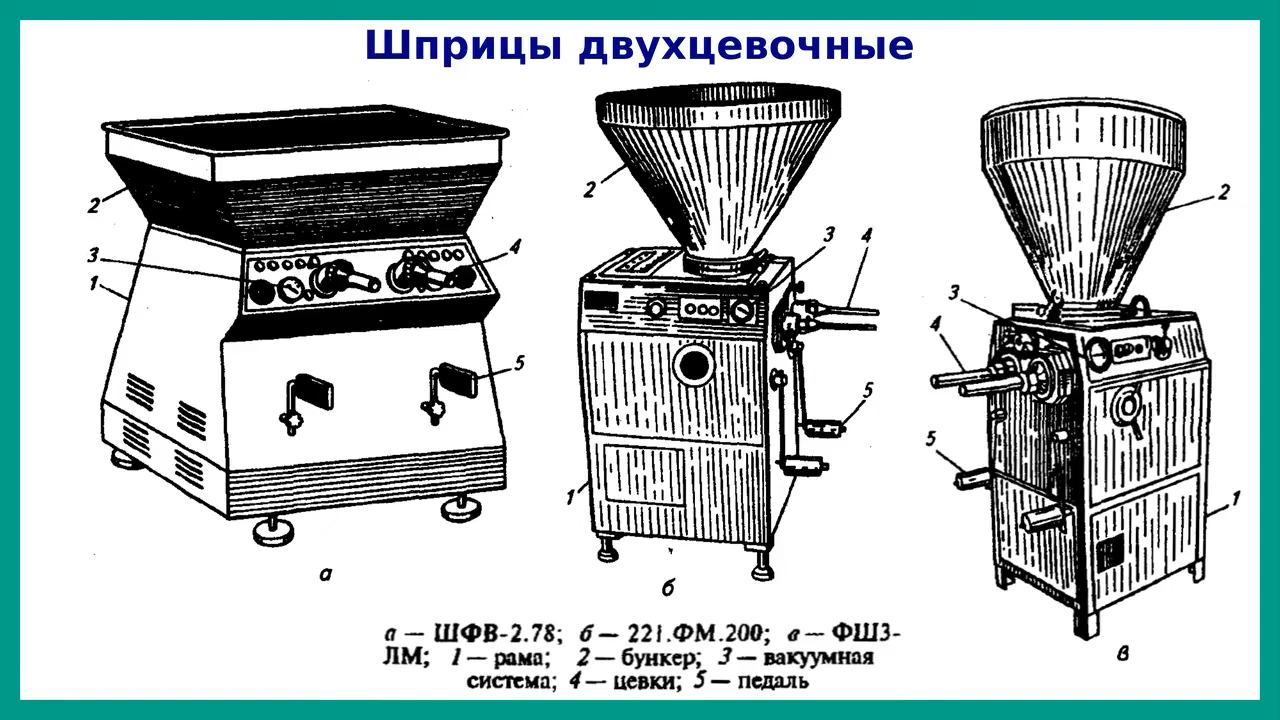 Шприцы двухцевочные
2
3
1
4
5
а
2
3
4
5
1
б
2
3
4
5
1
в
а — ШФВ-2.78; б — 221.ФМ.200; в — ФШ3-
ЛМ; 1 — рама; 2 — бункер; 3 — вакуумная
система; 4 — цевки; 5 — педаль